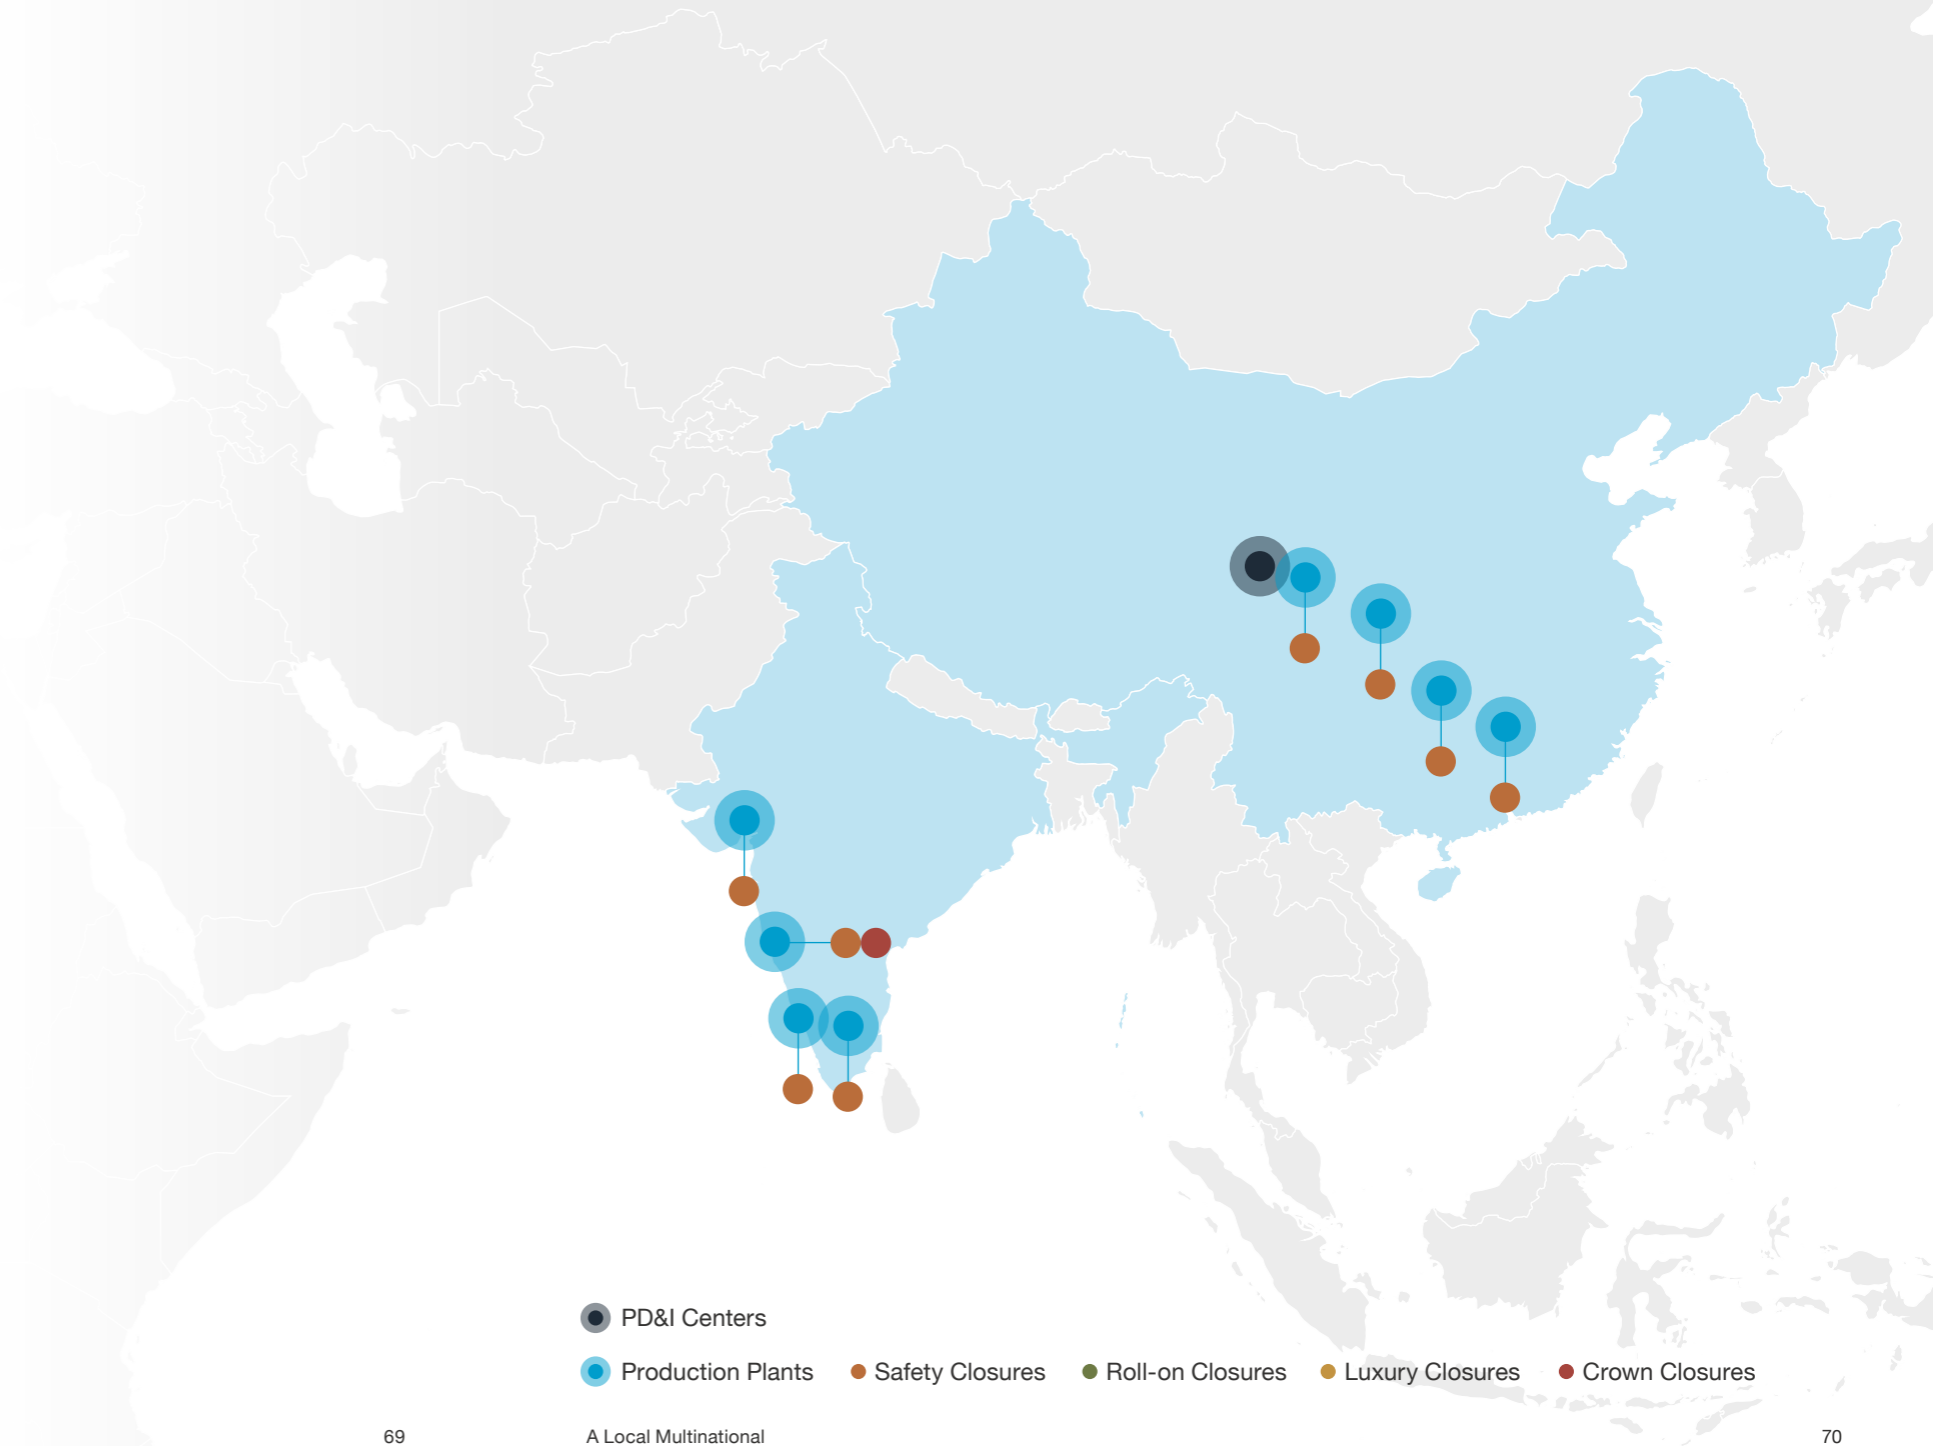 PD&I Centers
Production Plants Safety Closures Roll-on Closures Luxury Closures Crown Closures
69 A Local Multinational 70